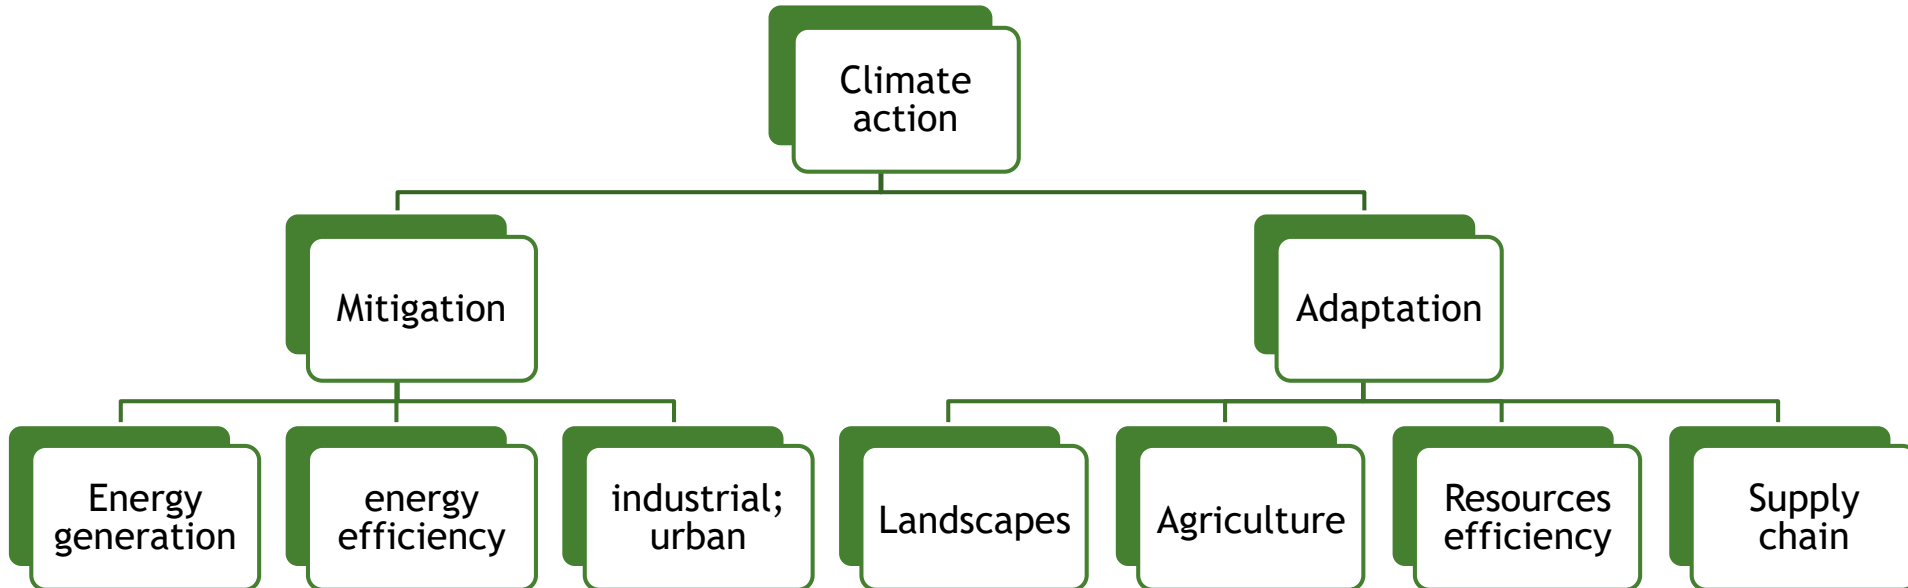 Climate
action
Mitigation
Adaptation
Energy
generation
energy
efficiency
industrial;
urban
Landscapes
Agriculture
Resources
efficiency
Supply
chain